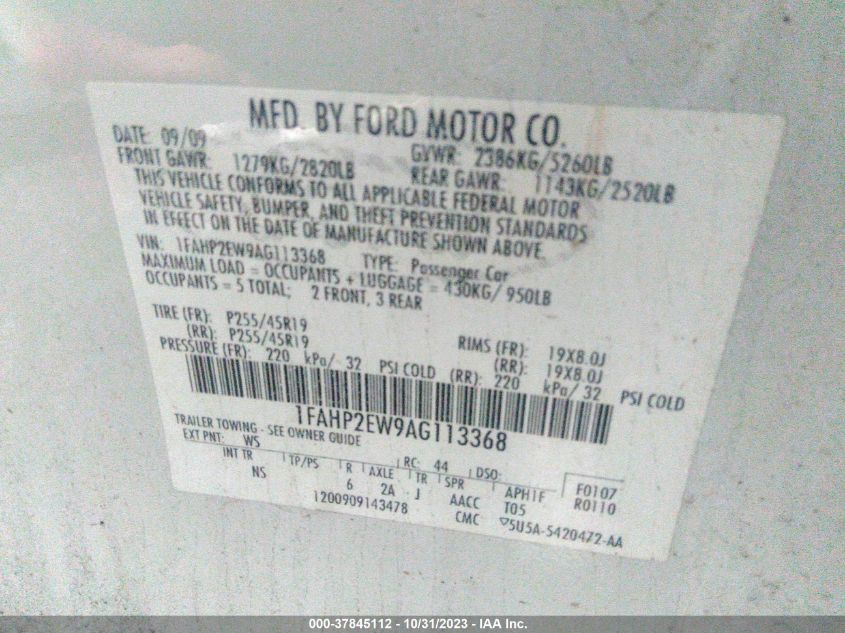 MFD. BY FORD MOTOR CO.
DATE: 09/09 GVWR: 2386KG/5260LB
FRONT GAWR: 1279KG/2820LB REAR GAWR: 1143KG/2520LB
THIS VEHICLE CONFORMS TO ALL APPLICABLE FEDERAL MOTOR
VEHICLE SAFETY, BUMPER, AND THEFT PREVENTION STANDARDS
IN EFFECT ON THE DATE OF MANUFACTURE SHOWN ABOVE.
VIN: 1FAHP2EW9AG113368 TYPE: Passenger Car
MAXIMUM LOAD = OCCUPANTS + LUGGAGE = 430KG/ 950LB
OCCUPANTS = 5 TOTAL; 2 FRONT, 3 REAR
TIRE (FR): P255/45R19 RIMS (FR): 19X8.0J
(RR): P255/45R19 (RR): 19X8.0J
PRESSURE (FR): 220 kPa/ 32 PSI COLD (RR): 220 kPa/ 32 PSI COLD
1FAHP2EW9AG113368
TRAILER TOWING - SEE OWNER GUIDE
EXT PNT: WS RC: 44 DSO: F0107
INT TR TP/PS R AXLE TR SPR APH1F R0110
NS 6 2A J AACC T05
1200909143478 CMC ▽5U5A-5420472-AA
000-37845112 - 10/31/2023 - IAA Inc.